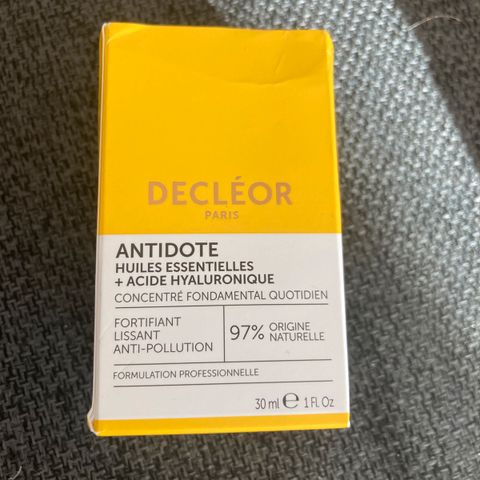 DECLÉOR
PARIS
ANTIDOTE
HUILES ESSENTIELLES
+ ACIDE HYALURONIQUE
CONCENTRÉ FONDAMENTAL QUOTIDIEN
FORTIFIANT
LISSANT
ANTI-POLLUTION
97% ORIGINE
NATURELLE
FORMULATION PROFESSIONNELLE
30 ml ℮ 1 Fl. Oz